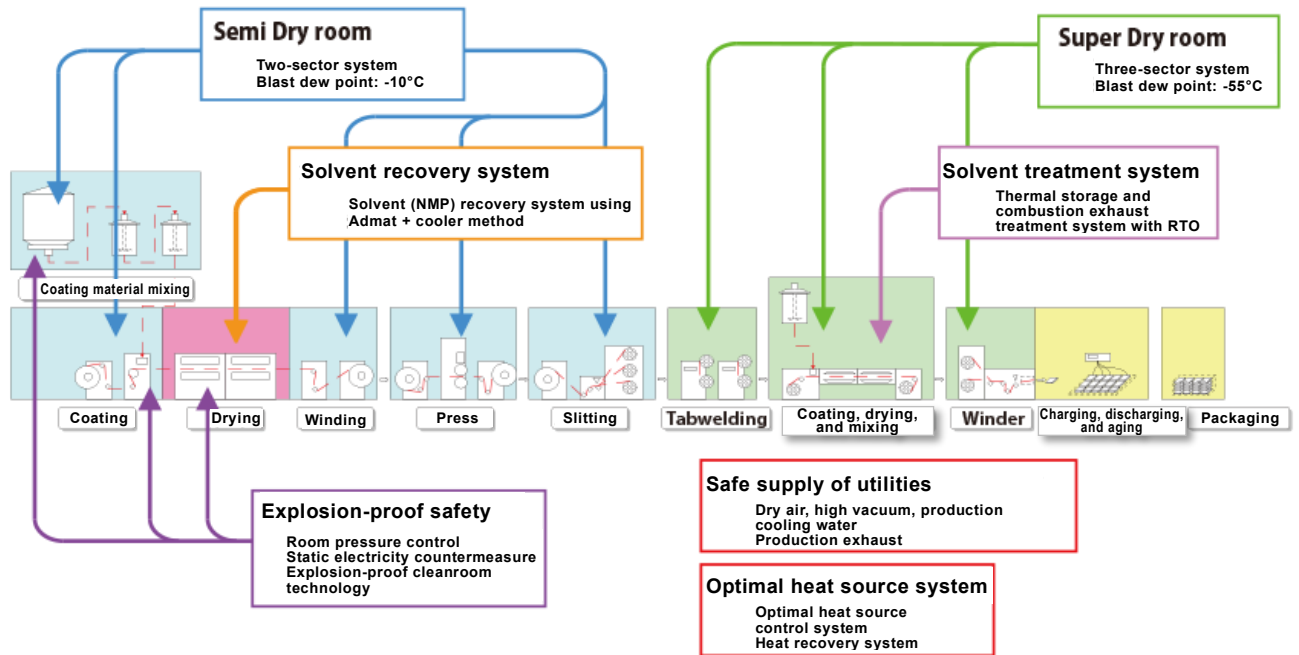 Semi Dry room
Two-sector system
Blast dew point: -10°C
Super Dry room
Three-sector system
Blast dew point: -55°C
Solvent recovery system
Solvent (NMP) recovery system using
Admat + cooler method
Solvent treatment system
Thermal storage and
combustion exhaust
treatment system with RTO
Coating material mixing
Coating
Drying
Winding
Press
Slitting
Tabwelding
Coating, drying,
and mixing
Winder
Charging, discharging,
and aging
Packaging
Explosion-proof safety
Room pressure control
Static electricity countermeasure
Explosion-proof cleanroom
technology
Safe supply of utilities
Dry air, high vacuum, production
cooling water
Production exhaust
Optimal heat source system
Optimal heat source
control system
Heat recovery system